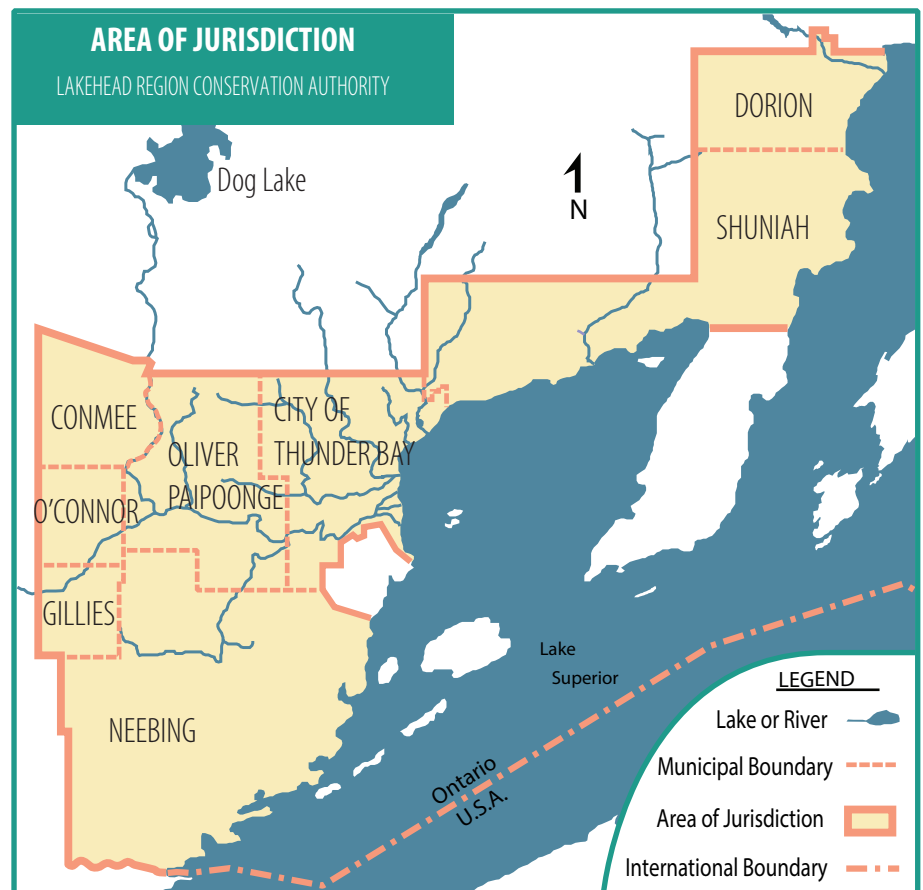 AREA OF JURISDICTION
LAKEHEAD REGION CONSERVATION AUTHORITY
DORION
Dog Lake
N
SHUNIAH
CONMEE
CITY OF
THUNDER BAY
OLIVER
PAIPOONGE
O'CONNOR
GILLIES
NEEBING
Lake
Superior
Ontario
U.S.A.
LEGEND
Lake or River
Municipal Boundary
Area of Jurisdiction
International Boundary